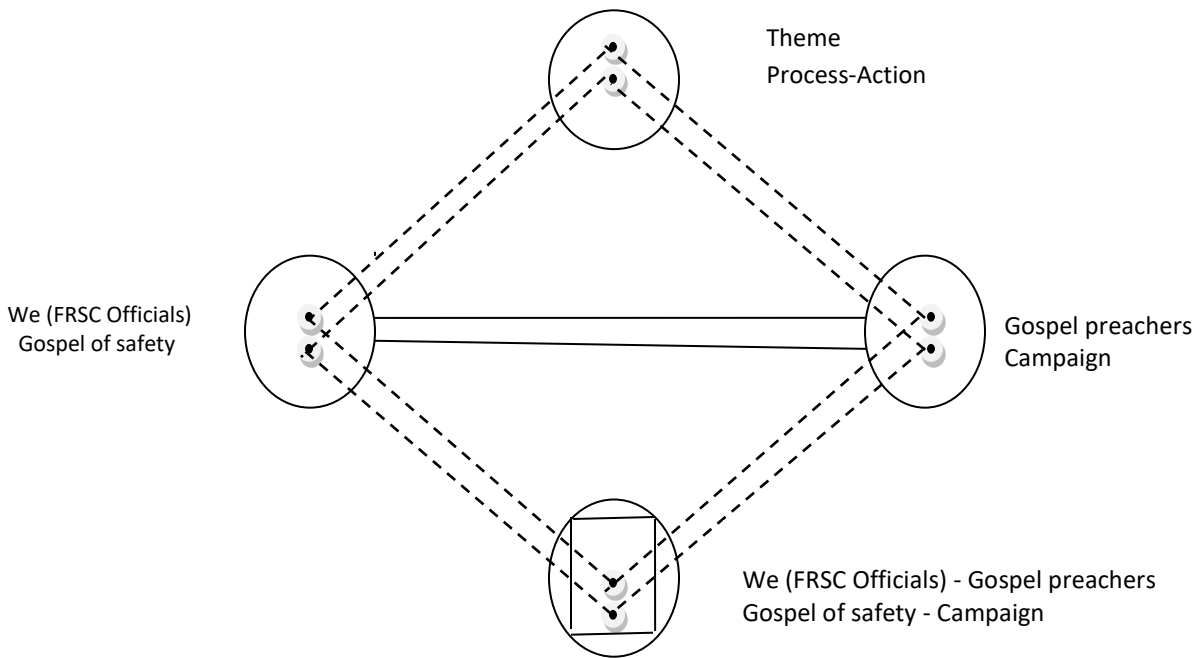 Theme
Process-Action
We (FRSC Officials)
Gospel of safety
Gospel preachers
Campaign
We (FRSC Officials) - Gospel preachers
Gospel of safety - Campaign